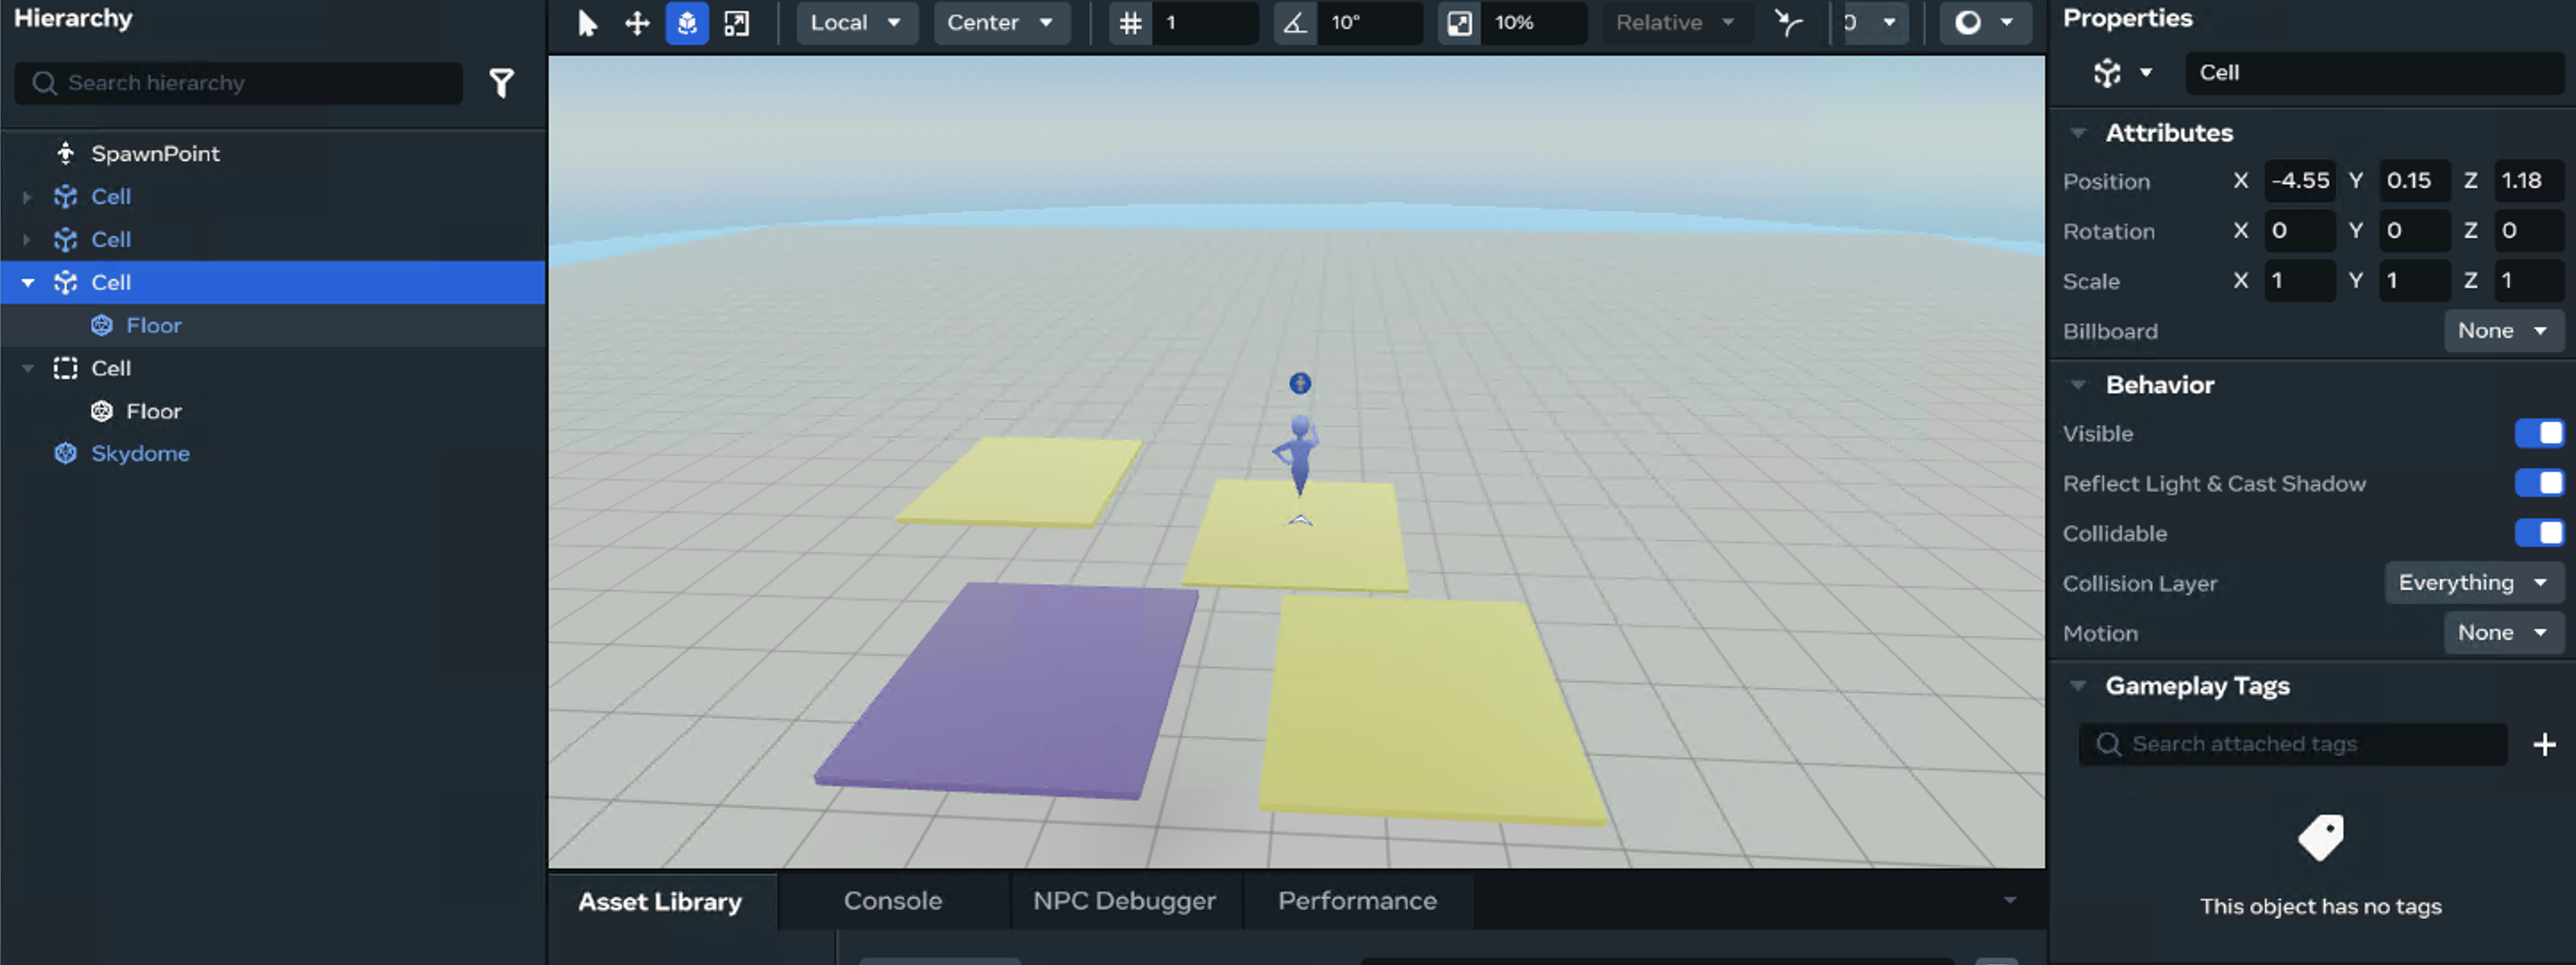 Hierarchy
Search hierarchy
SpawnPoint
Cell
Cell
Cell
Floor
Cell
Floor
Skydome
Local
Center
1
10°
10%
Relative
0
Asset Library
Console
NPC Debugger
Performance
Properties
Cell
Attributes
Position X -4.55 Y 0.15 Z 1.18
Rotation X 0 Y 0 Z 0
Scale X 1 Y 1 Z 1
Billboard None
Behavior
Visible
Reflect Light & Cast Shadow
Collidable
Collision Layer Everything
Motion None
Gameplay Tags
Search attached tags
This object has no tags